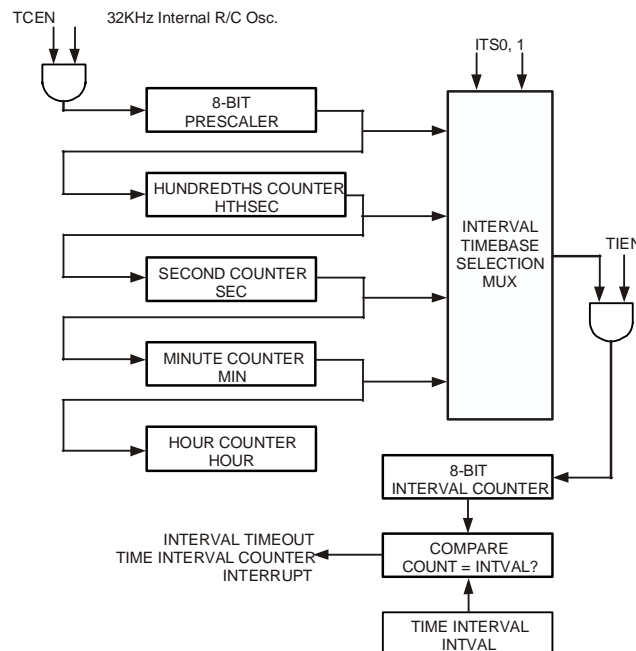 TCEN 32KHz Internal R/C Osc.
ITS0, 1
8-BIT
PRESCALER
HUNDREDTHS COUNTER
HTHSEC
INTERVAL
TIMEBASE
SELECTION
MUX
TIEN
SECOND COUNTER
SEC
MINUTE COUNTER
MIN
HOUR COUNTER
HOUR
8-BIT
INTERVAL COUNTER
INTERVAL TIMEOUT
TIME INTERVAL COUNTER
INTERRUPT
COMPARE
COUNT = INTVAL?
TIME INTERVAL
INTVAL